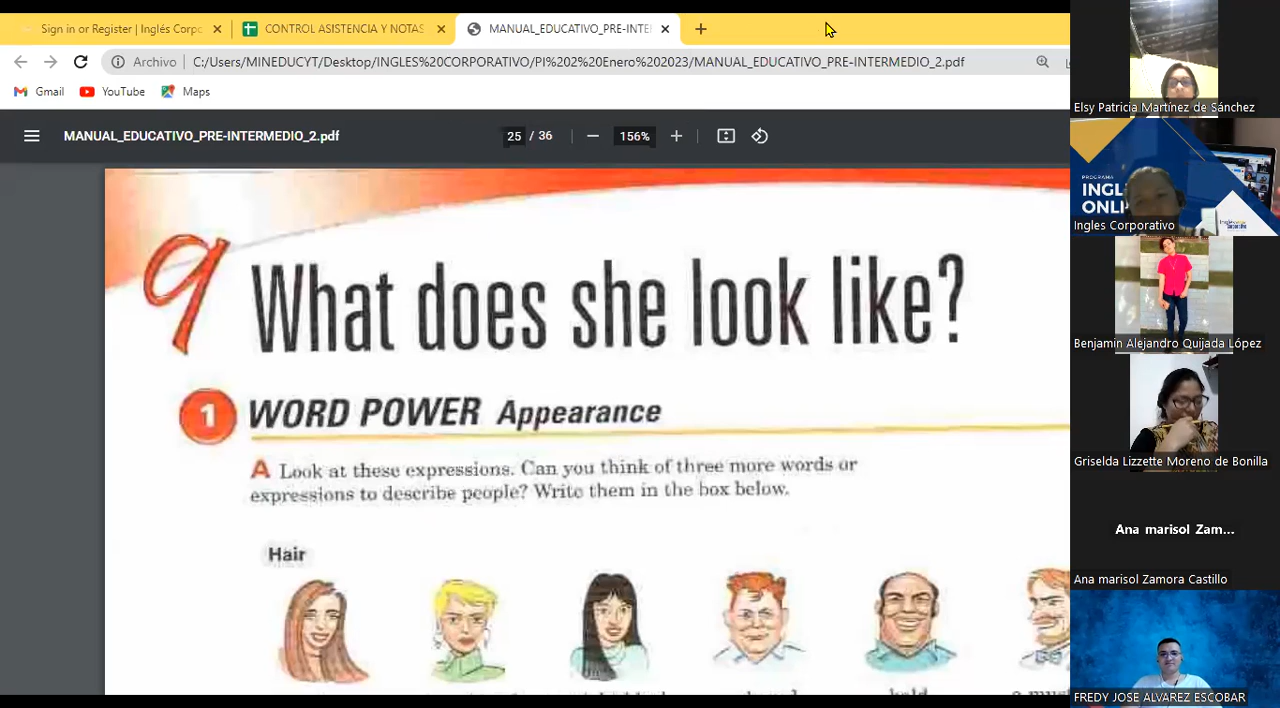 Sign in or Register | Inglés Corpo
CONTROL ASISTENCIA Y NOTAS
MANUAL_EDUCATIVO_PRE-INTE
Archivo
C:/Users/MINEDUCYT/Desktop/INGLES%20CORPORATIVO/PI%202%20Enero%202023/MANUAL_EDUCATIVO_PRE-INTERMEDIO_2.pdf
Gmail
YouTube
Maps
MANUAL_EDUCATIVO_PRE-INTERMEDIO_2.pdf
25 / 36
156%
9 What does she look like?
1 WORD POWER Appearance
A Look at these expressions. Can you think of three more words or
expressions to describe people? Write them in the box below.
Hair
bald
Elsy Patricia Martínez de Sánchez
PROGRAMA
INGL
ONLI
Ingles Corporativo
Benjamin Alejandro Quijada López
Griselda Lizzette Moreno de Bonilla
Ana marisol Zam...
Ana marisol Zamora Castillo
FREDY JOSE ALVAREZ ESCOBAR